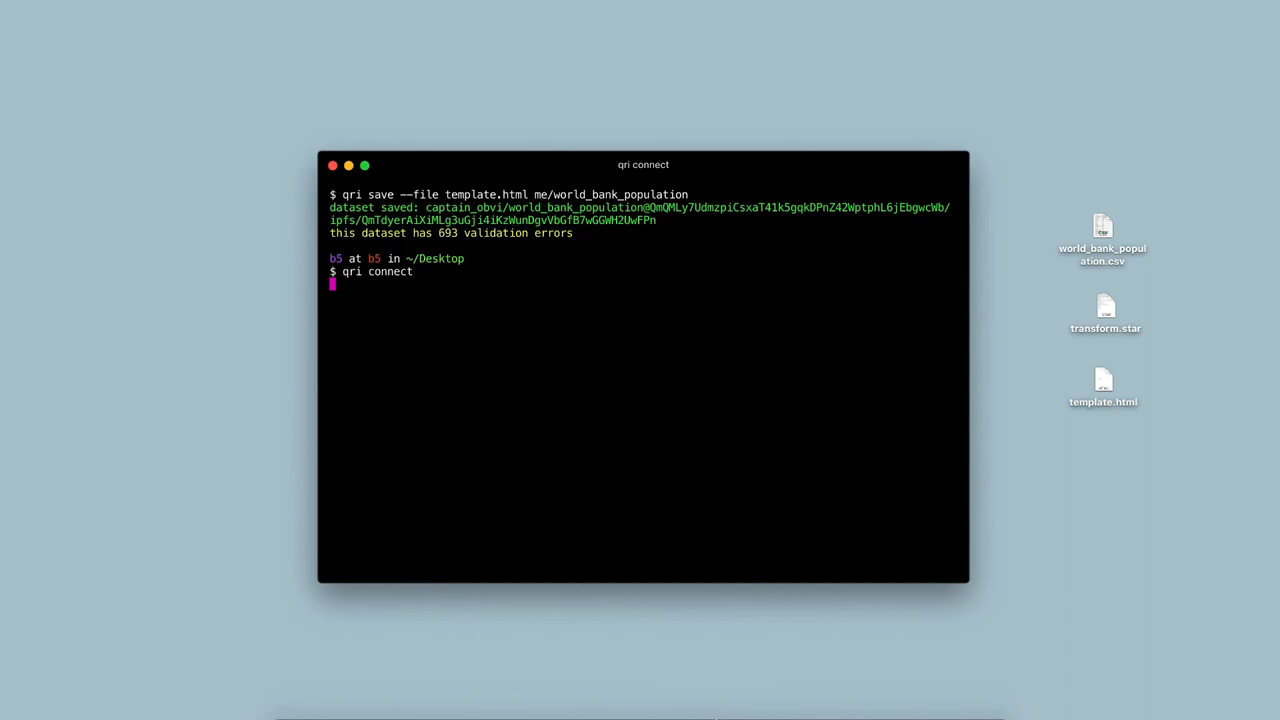 qri connect
$ qri save --file template.html me/world_bank_population
dataset saved: captain_obvi/world_bank_population@QmQMLy7UdmzpiCsxaT41k5gqkDPnZ42WptphL6jEbgwcWb/
ipfs/QmTdyerAiXiMLg3uGji4iKzWunDgvVbGfB7wGGWH2UwFPn
this dataset has 693 validation errors
b5 at b5 in ~/Desktop
$ qri connect
world_bank_popul
ation.csv
transform.star
template.html